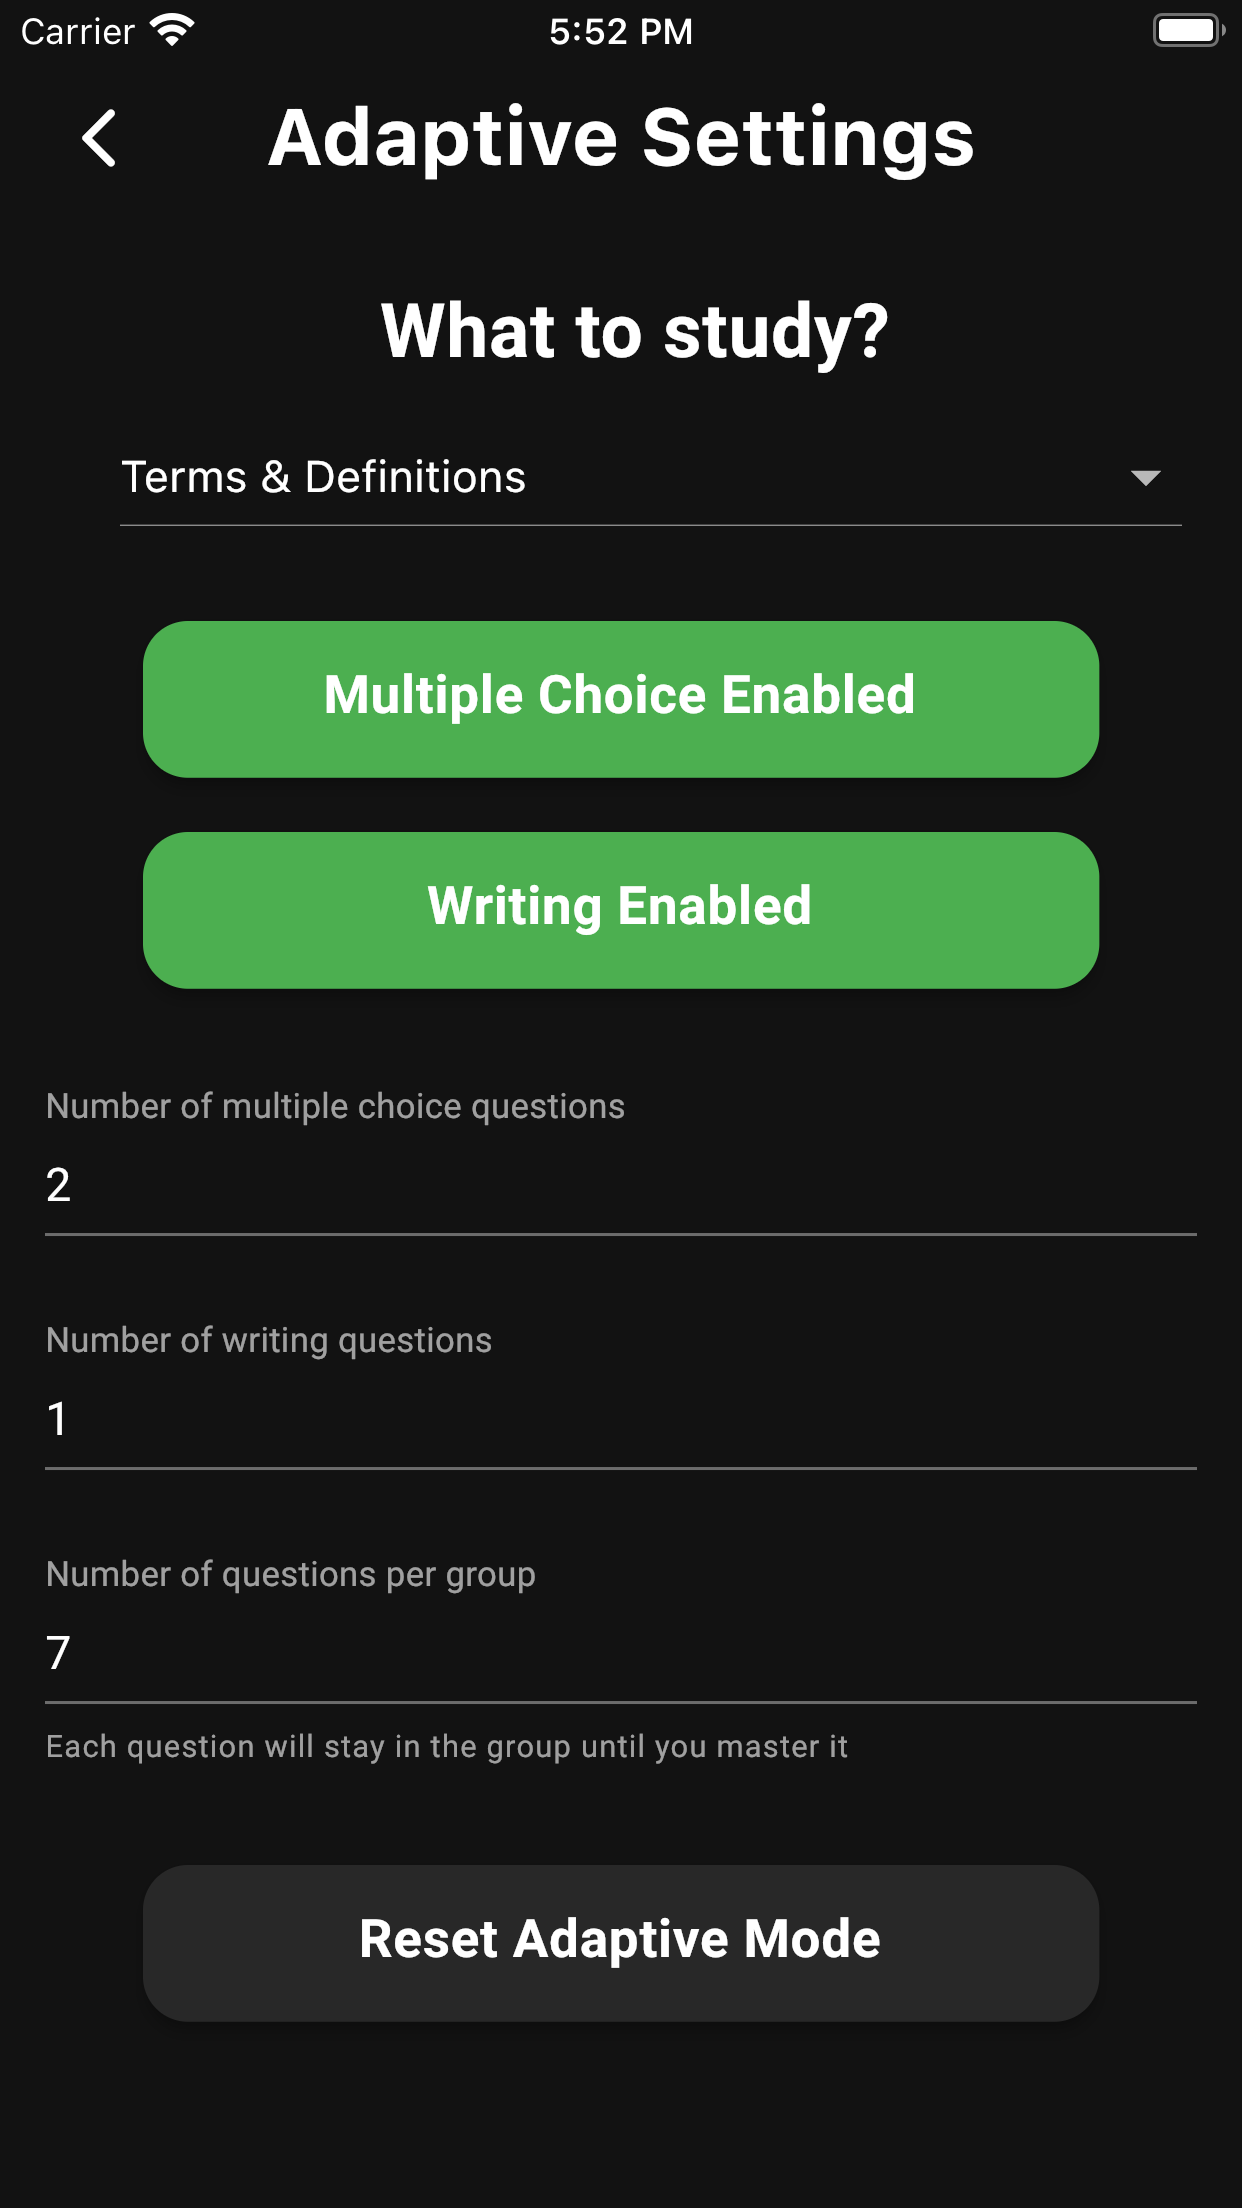 Carrier 5:52 PM
Adaptive Settings
What to study?
Terms & Definitions
Multiple Choice Enabled
Writing Enabled
Number of multiple choice questions
2
Number of writing questions
1
Number of questions per group
7
Each question will stay in the group until you master it
Reset Adaptive Mode